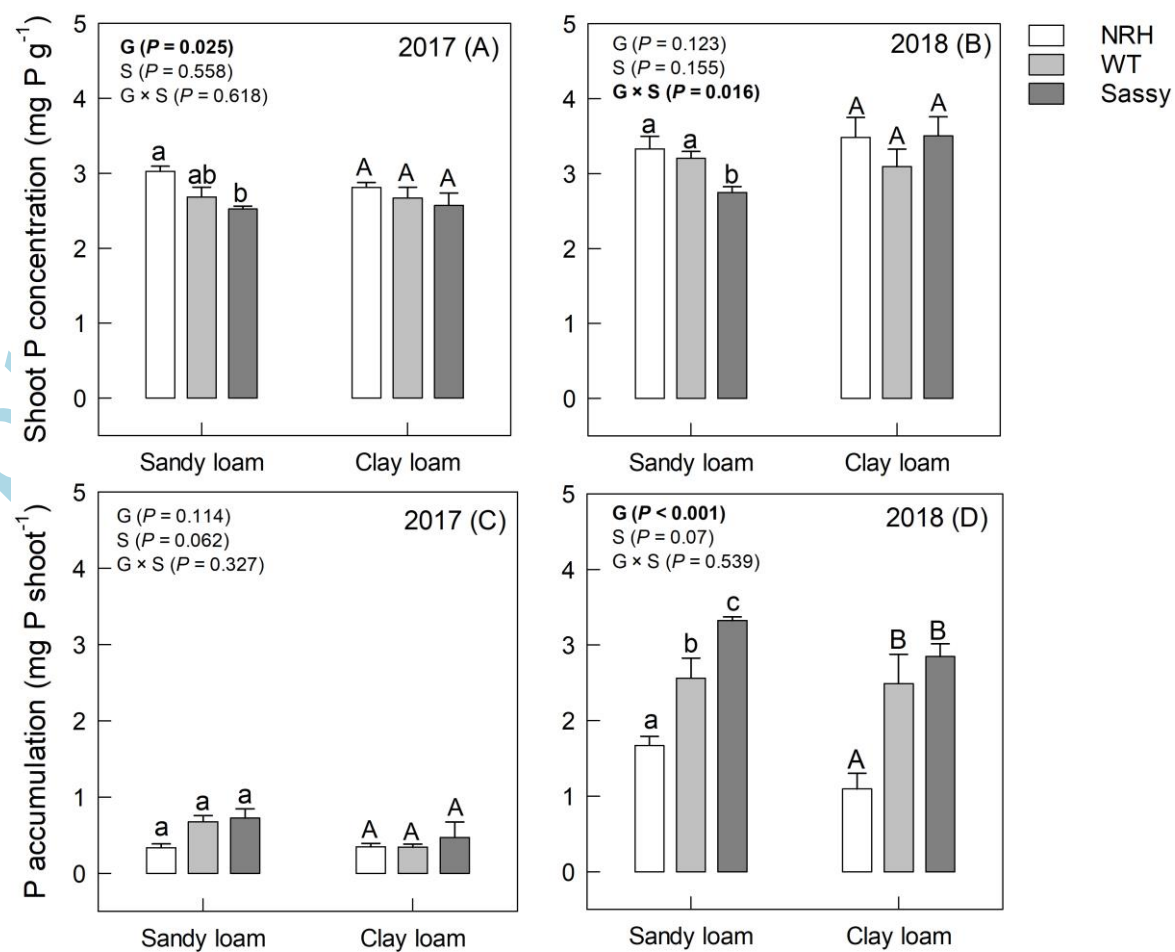 Shoot P concentration (mg P g⁻¹)
5
4
3
2
1
0
G (P = 0.025)
S (P = 0.558)
G × S (P = 0.618)
2017 (A)
a
ab
b
A
A
A
Sandy loam
Clay loam
5
4
3
2
1
0
G (P = 0.123)
S (P = 0.155)
G × S (P = 0.016)
2018 (B)
a
a
b
A
A
A
Sandy loam
Clay loam
NRH
WT
Sassy
P accumulation (mg P shoot⁻¹)
5
4
3
2
1
0
G (P = 0.114)
S (P = 0.062)
G × S (P = 0.327)
2017 (C)
a
a
a
A
A
A
Sandy loam
Clay loam
5
4
3
2
1
0
G (P < 0.001)
S (P = 0.07)
G × S (P = 0.539)
2018 (D)
a
b
c
A
B
B
Sandy loam
Clay loam